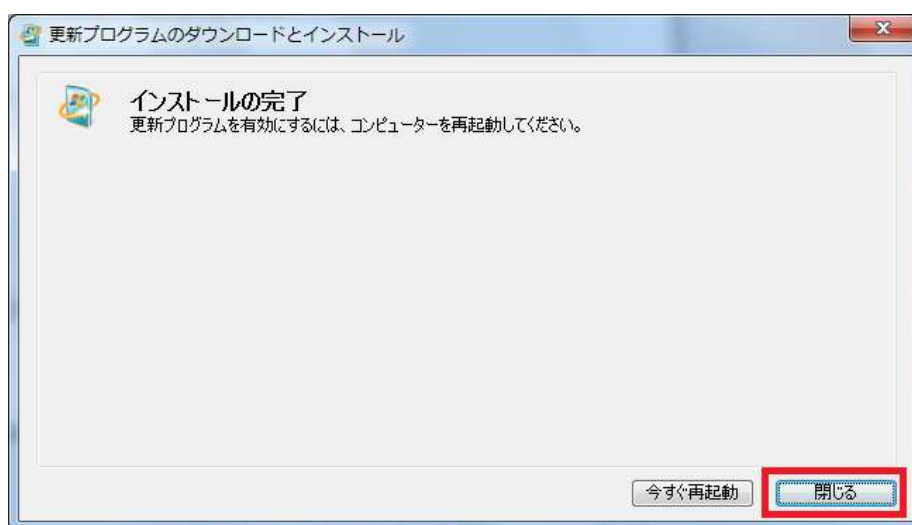 更新プログラムのダウンロードとインストール
インストールの完了
更新プログラムを有効にするには、コンピューターを再起動してください。
今すぐ再起動
閉じる